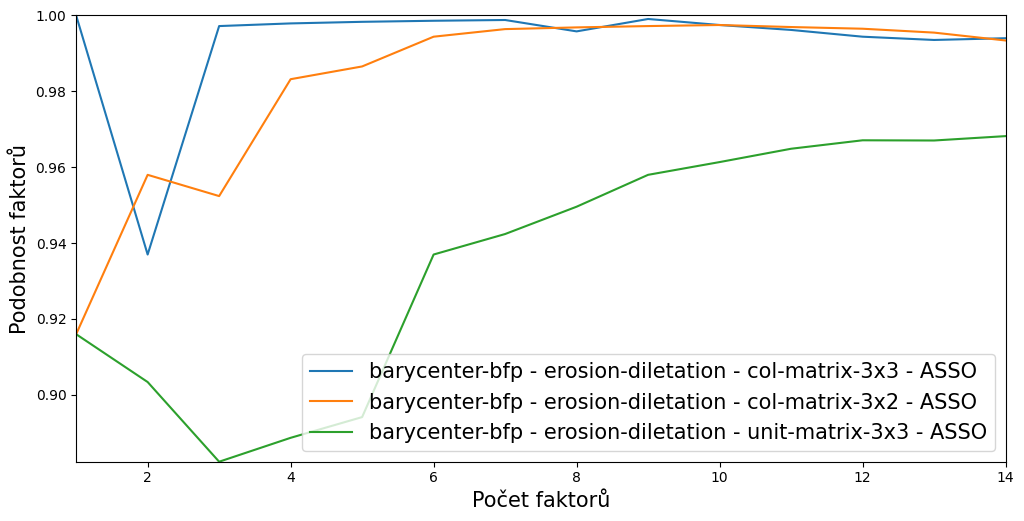 1.00
0.98
0.96
0.94
0.92
0.90
Podobnost faktorů
barycenter-bfp - erosion-diletation - col-matrix-3x3 - ASSO
barycenter-bfp - erosion-diletation - col-matrix-3x2 - ASSO
barycenter-bfp - erosion-diletation - unit-matrix-3x3 - ASSO
2 4 6 8 10 12 14
Počet faktorů